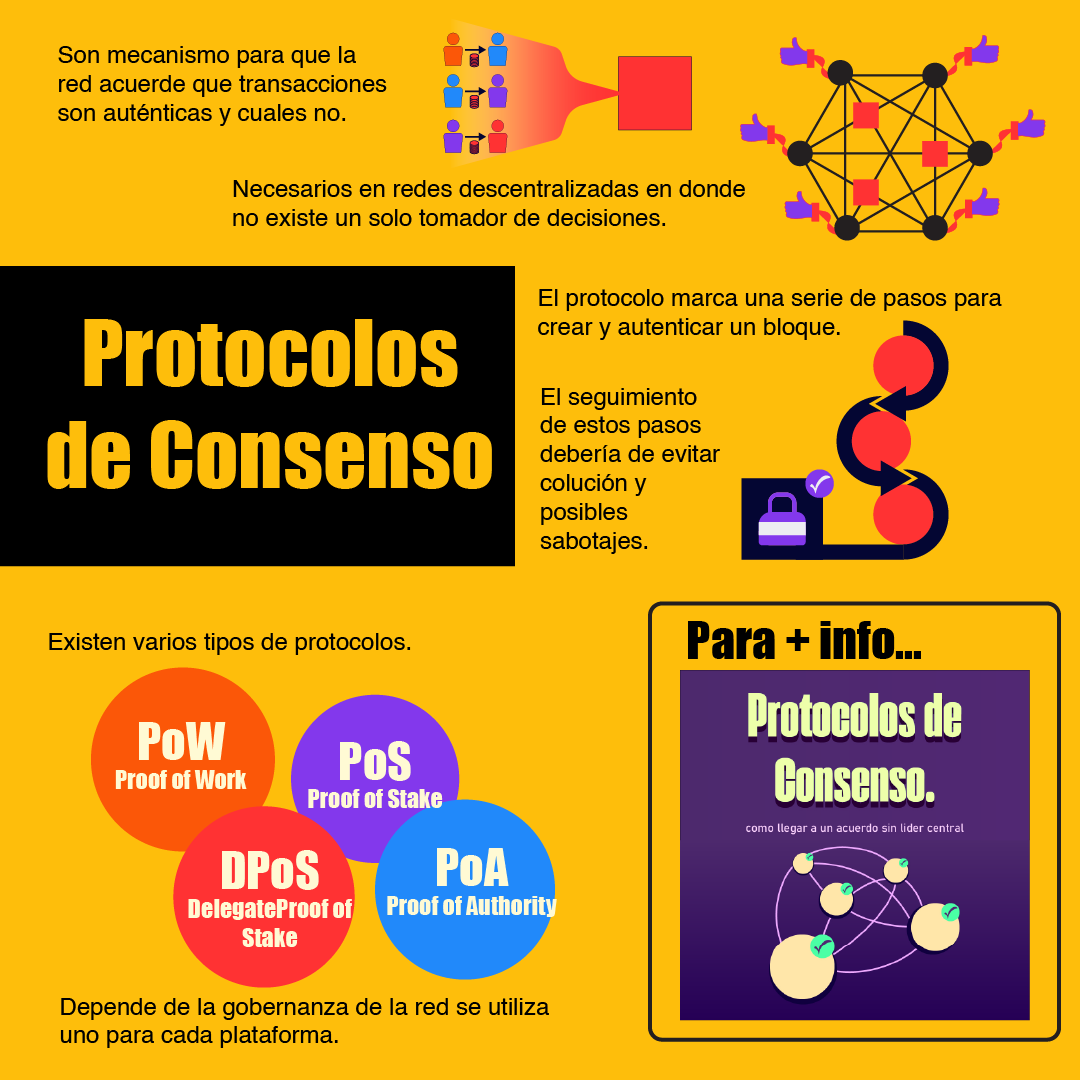 Son mecanismo para que la
red acuerde que transacciones
son auténticas y cuales no.
Necesarios en redes descentralizadas en donde
no existe un solo tomador de decisiones.
Protocolos
de Consenso
El protocolo marca una serie de pasos para
crear y autenticar un bloque.
El seguimiento
de estos pasos
debería de evitar
colución y
posibles
sabotajes.
Existen varios tipos de protocolos.
PoW
Proof of Work
PoS
Proof of Stake
DPoS
DelegateProof of
Stake
PoA
Proof of Authority
Depende de la gobernanza de la red se utiliza
uno para cada plataforma.
Para + info...
Protocolos de
Consenso.
como llegar a un acuerdo sin lider central